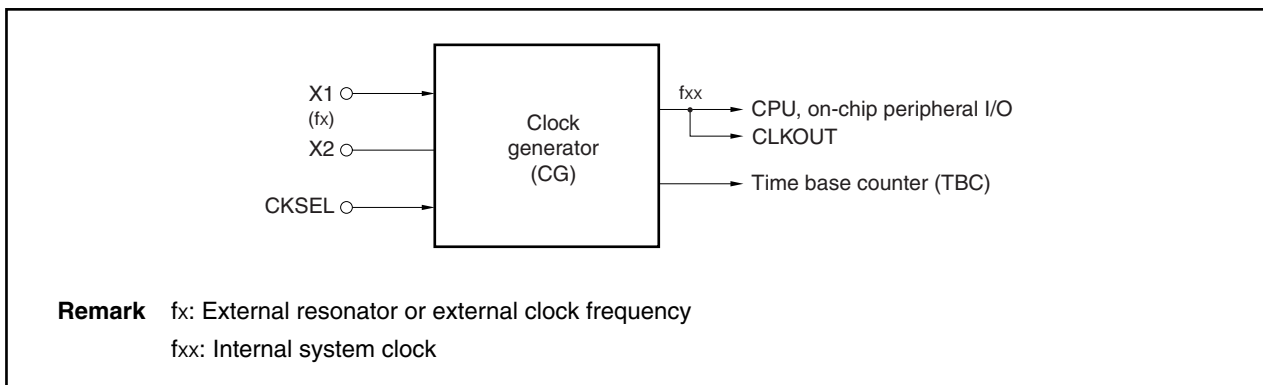 X1
(fx)
X2
CKSEL
Clock
generator
(CG)
fxx
CPU, on-chip peripheral I/O
CLKOUT
Time base counter (TBC)
Remark fx: External resonator or external clock frequency
fxx: Internal system clock